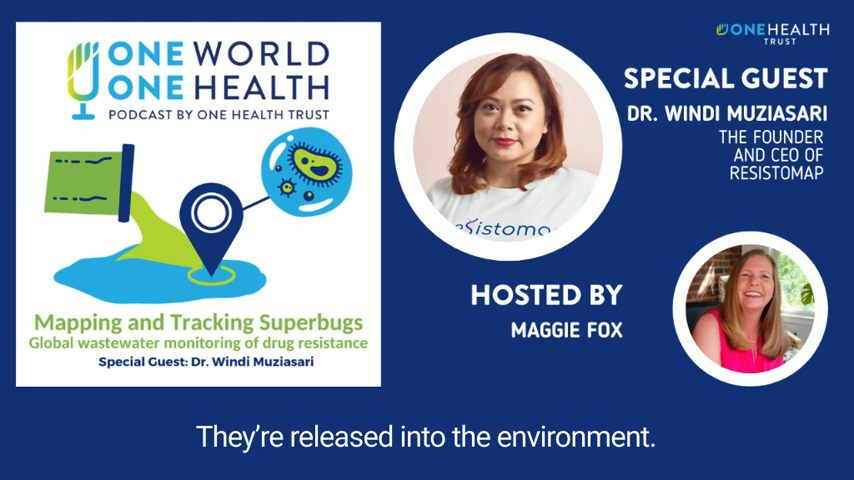 ONE WORLD
ONE HEALTH
PODCAST BY ONE HEALTH TRUST
Mapping and Tracking Superbugs
Global wastewater monitoring of drug resistance
Special Guest: Dr. Windi Muziasari
ONEHEALTH
TRUST
SPECIAL GUEST
DR. WINDI MUZIASARI
THE FOUNDER
AND CEO OF
RESISTOMAP
HOSTED BY
MAGGIE FOX
They’re released into the environment.